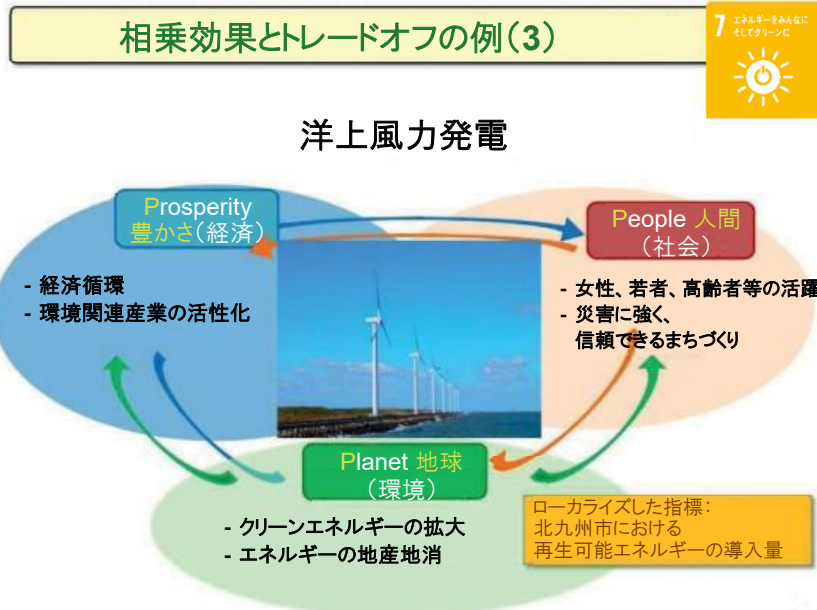 相乗効果とトレードオフの例(3)
7 エネルギーをみんなに
そしてクリーンに
洋上風力発電
Prosperity
豊かさ(経済)
People 人間
(社会)
- 経済循環
- 環境関連産業の活性化
- 女性、若者、高齢者等の活躍
- 災害に強く、
信頼できるまちづくり
Planet 地球
(環境)
- クリーンエネルギーの拡大
- エネルギーの地産地消
ローカライズした指標:
北九州市における
再生可能エネルギーの導入量